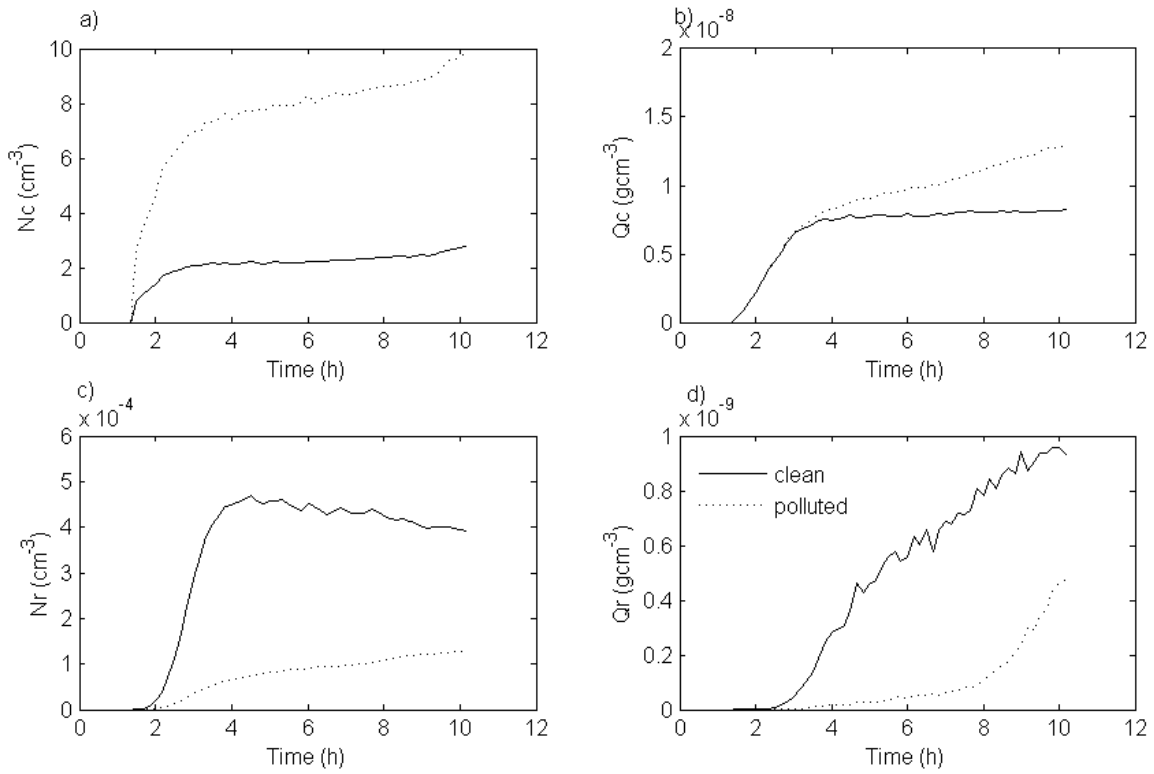 a)
Nc (cm⁻³)
10
8
6
4
2
0
0 2 4 6 8 10 12
Time (h)
b)
x 10⁻⁸
Qc (gcm⁻³)
2
1.5
1
0.5
0
0 2 4 6 8 10 12
Time (h)
c)
x 10⁻⁴
Nr (cm⁻³)
6
5
4
3
2
1
0
0 2 4 6 8 10 12
Time (h)
d)
x 10⁻⁹
Qr (gcm⁻³)
1
0.8
0.6
0.4
0.2
0
clean
polluted
0 2 4 6 8 10 12
Time (h)